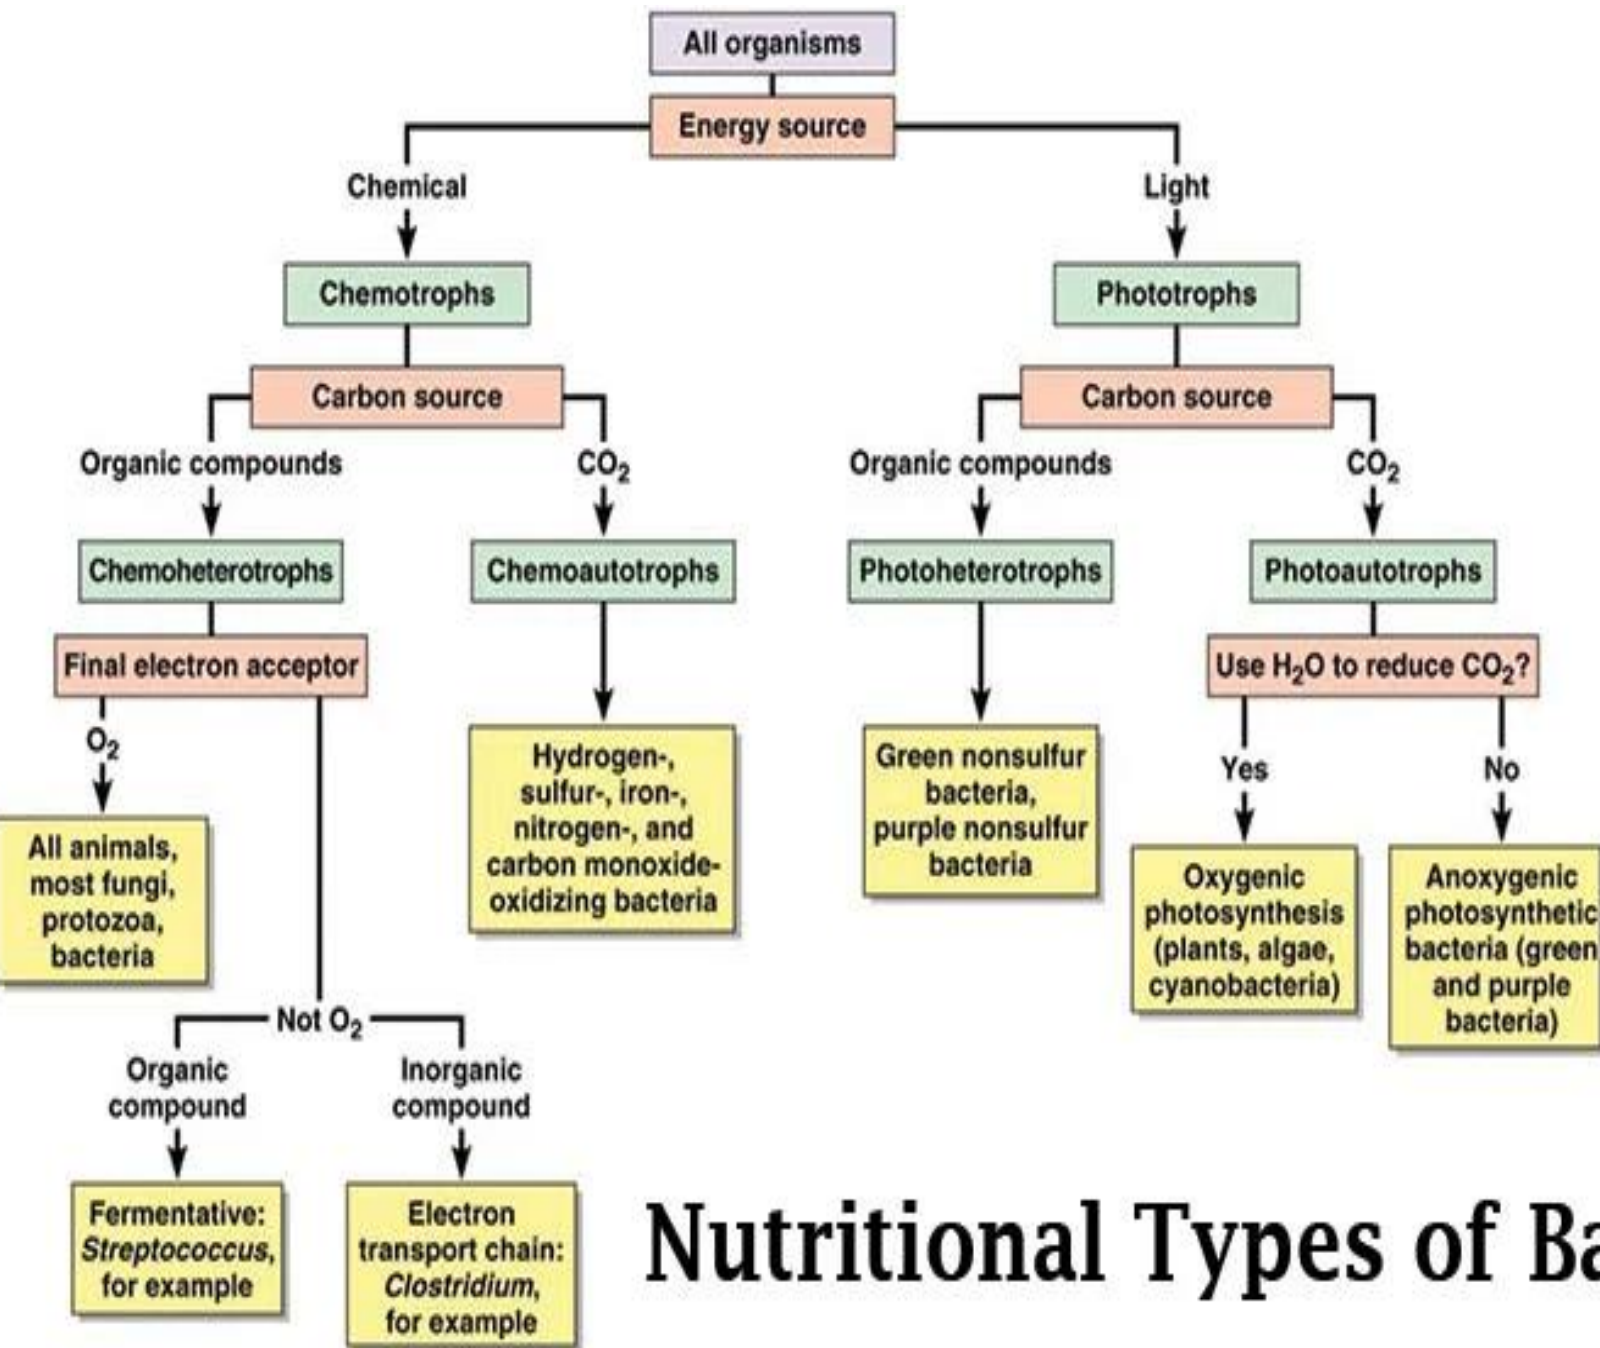 All organisms
Energy source
Chemical
Light
Chemotrophs
Phototrophs
Carbon source
Carbon source
Organic compounds
CO₂
Organic compounds
CO₂
Chemoheterotrophs
Chemoautotrophs
Photoheterotrophs
Photoautotrophs
Final electron acceptor
Use H₂O to reduce CO₂?
O₂
Yes
No
All animals,
most fungi,
protozoa,
bacteria
Hydrogen-,
sulfur-, iron-,
nitrogen-, and
carbon monoxide-
oxidizing bacteria
Green nonsulfur
bacteria,
purple nonsulfur
bacteria
Oxygenic
photosynthesis
(plants, algae,
cyanobacteria)
Anoxygenic
photosynthetic
bacteria (green
and purple
bacteria)
Not O₂
Organic
compound
Inorganic
compound
Fermentative:
Streptococcus,
for example
Electron
transport chain:
Clostridium,
for example
Nutritional Types of